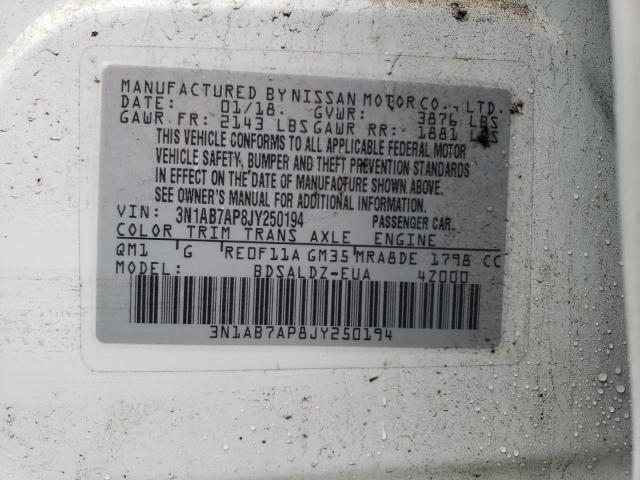 MANUFACTURED BY NISSAN MOTOR CO., LTD.
DATE: 01/18. GVWR: 3876 LBS
GAWR FR: 2143 LBS GAWR RR: 1881 LBS
THIS VEHICLE CONFORMS TO ALL APPLICABLE FEDERAL MOTOR
VEHICLE SAFETY, BUMPER AND THEFT PREVENTION STANDARDS
IN EFFECT ON THE DATE OF MANUFACTURE SHOWN ABOVE.
SEE OWNER'S MANUAL FOR ADDITIONAL INFORMATION.
VIN: 3N1AB7AP8JY250194 PASSENGER CAR
COLOR TRIM TRANS AXLE ENGINE
QM1 G RE0F11A GM35 MRA8DE 1798 CC
MODEL: BDSALDZ-EUA 4Z000
3N1AB7AP8JY250194